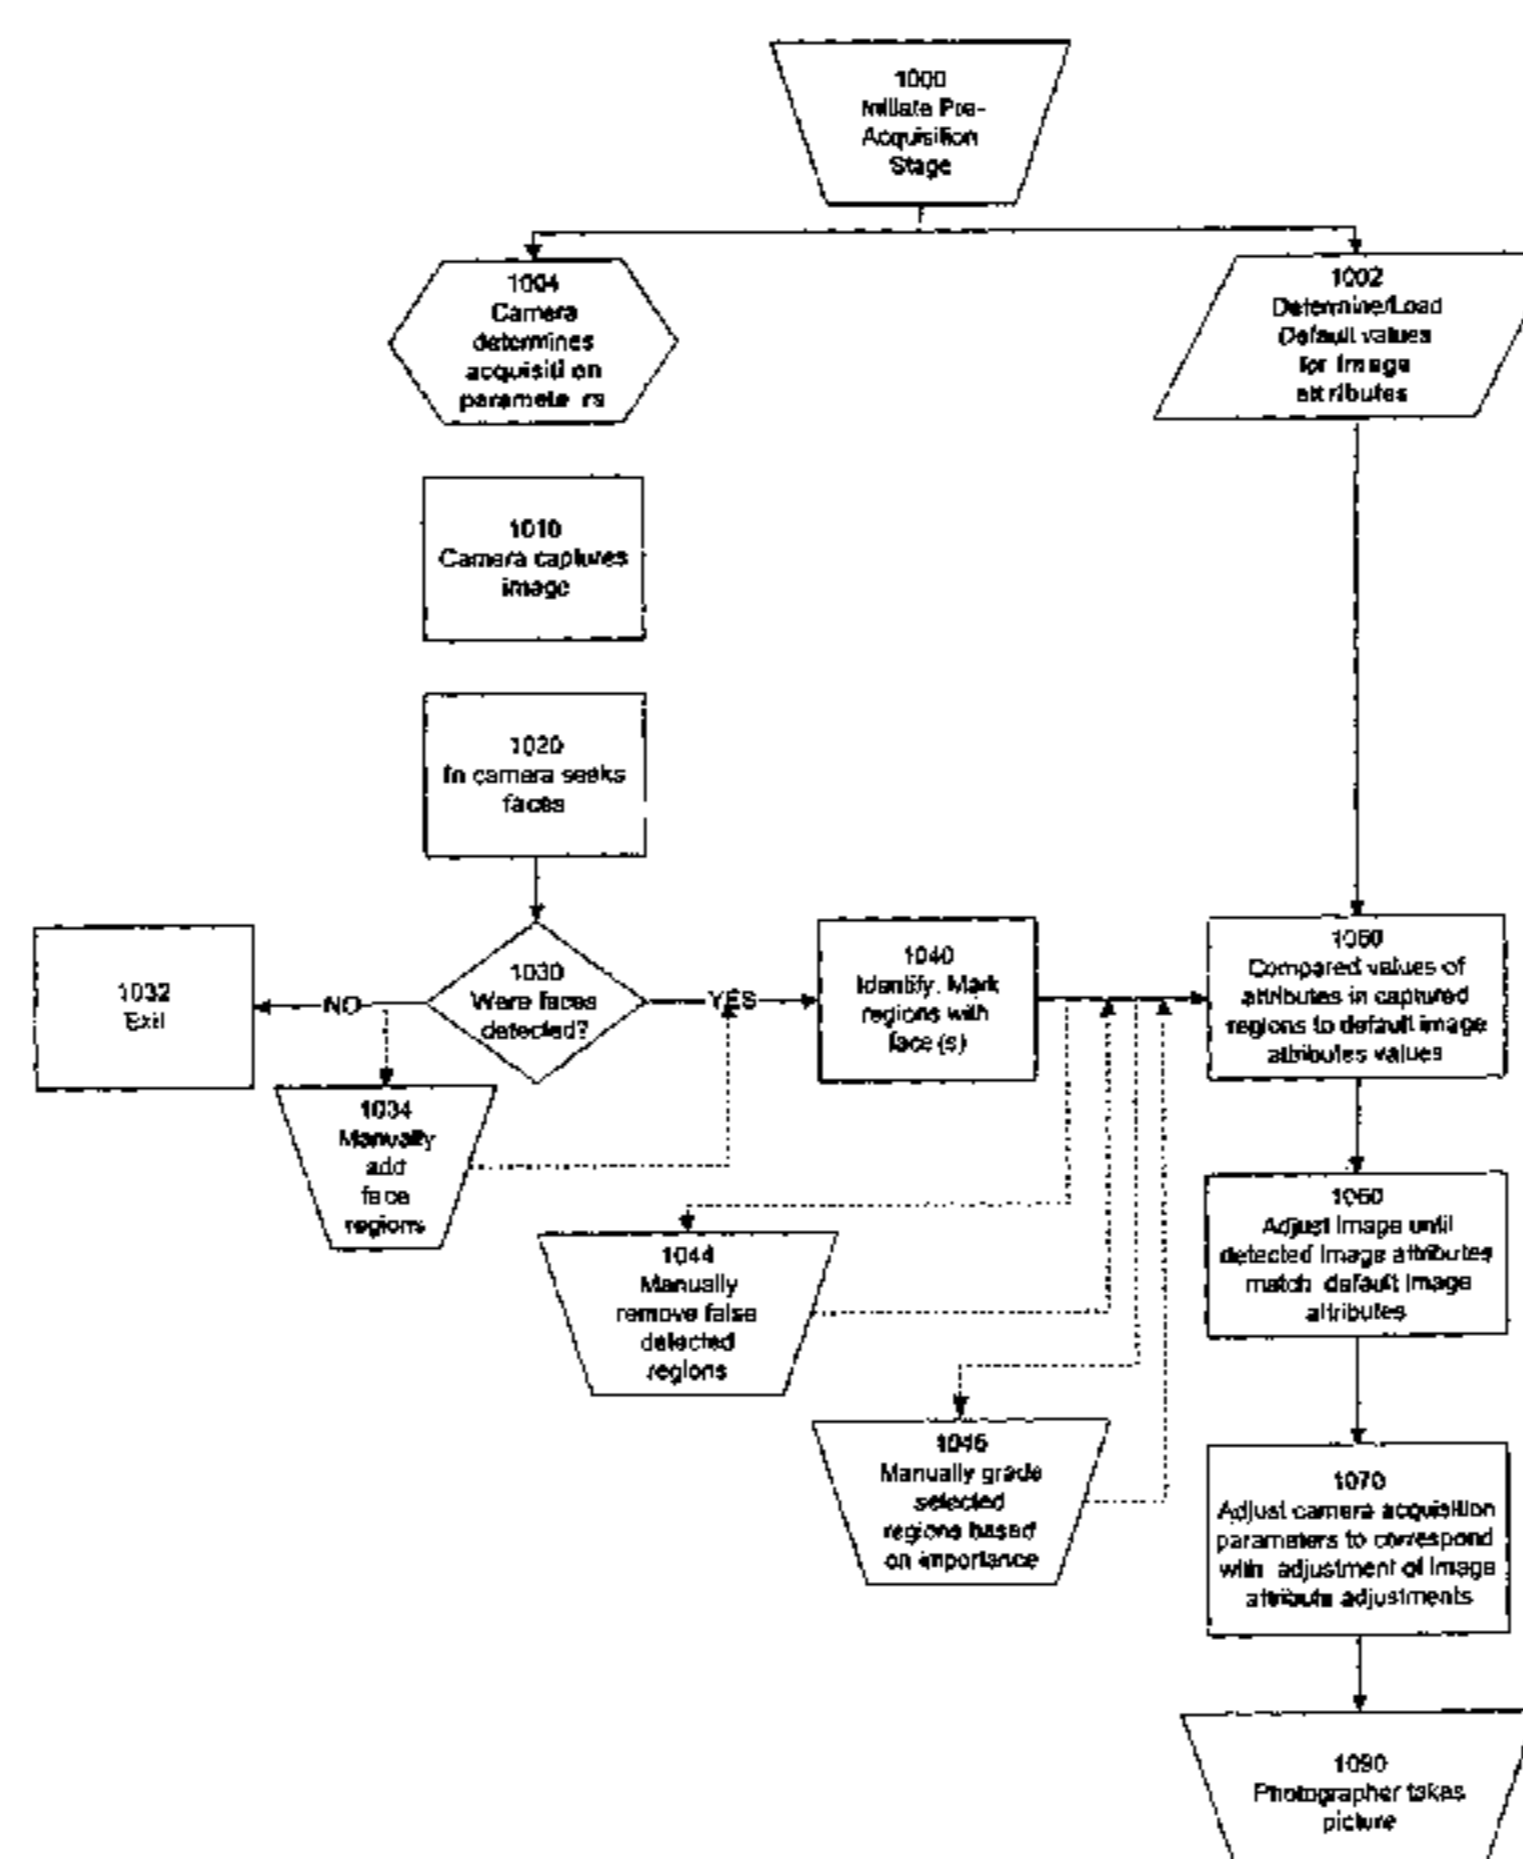 1000
Initiate Pre-
Acquisition
Stage
1004
Camera
determines
acquisiti on
paramete rs
1002
Determine/Load
Default values
for Image
attributes
1010
Camera captures
image
1020
In camera seeks
faces
1032
Exit
NO
1030
Were faces
detected?
YES
1040
Identify. Mark
regions with
face (s)
1060
Compared values of
attributes in captured
regions to default image
attributes values
1034
Manually
add
face
regions
1044
Manually
remove false
detected
regions
1060
Adjust Image until
detected Image attributes
match default Image
attributes
1046
Manually grade
selected
regions based
on importance
1070
Adjust camera acquisition
parameters to correspond
with adjustment of Image
attribute adjustments
1090
Photographer takes
picture